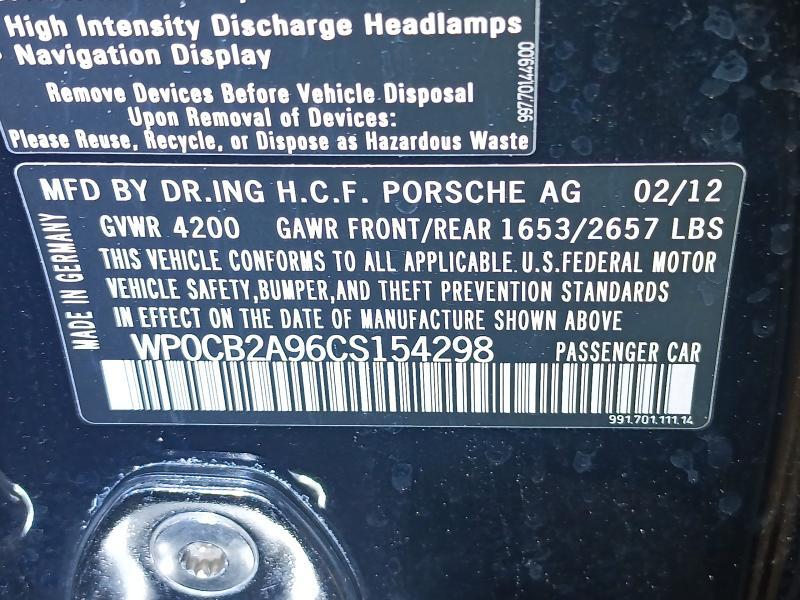 High Intensity Discharge Headlamps
Navigation Display
Remove Devices Before Vehicle Disposal
Upon Removal of Devices:
Please Reuse, Recycle, or Dispose as Hazardous Waste
997.701.449.00
MFD BY DR.ING H.C.F. PORSCHE AG 02/12
GVWR 4200 GAWR FRONT/REAR 1653/2657 LBS
THIS VEHICLE CONFORMS TO ALL APPLICABLE U.S.FEDERAL MOTOR
VEHICLE SAFETY,BUMPER,AND THEFT PREVENTION STANDARDS
IN EFFECT ON THE DATE OF MANUFACTURE SHOWN ABOVE
MADE IN GERMANY
WP0CB2A96CS154298 PASSENGER CAR
991.701.111.14